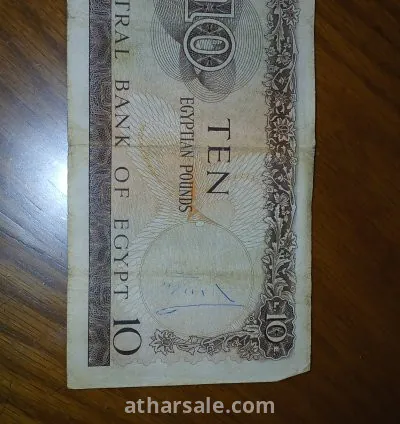 10
TEN
EGYPTIAN POUNDS
TRAL BANK OF EGYPT
10
10
atharsale.com